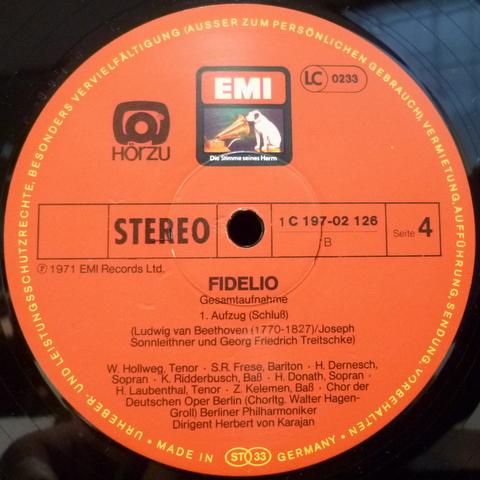 URHEBER- UND LEISTUNGSSCHUTZRECHTE, BESONDERS VERVIELFÄLTIGUNG (AUSSER ZUM PERSÖNLICHEN GEBRAUCH), VERMIETUNG, AUFFÜHRUNG, SENDUNG, VORBEHALTEN
HÖRZU
EMI
Die Stimme seines Herrn
LC 0233
STEREO
1 C 197-02 126
B
Seite 4
℗ 1971 EMI Records Ltd.
FIDELIO
Gesamtaufnahme
1. Aufzug (Schluß)
(Ludwig van Beethoven (1770-1827)/Joseph
Sonnleithner und Georg Friedrich Treitschke)
W. Hollweg, Tenor · S.R. Frese, Bariton · H. Dernesch,
Sopran · K. Ridderbusch, Baß · H. Donath, Sopran ·
H. Laubenthal, Tenor · Z. Kelemen, Baß · Chor der
Deutschen Oper Berlin (Chorltg. Walter Hagen-
Groll) Berliner Philharmoniker
Dirigent Herbert von Karajan
· MADE IN ST 33 GERMANY ·